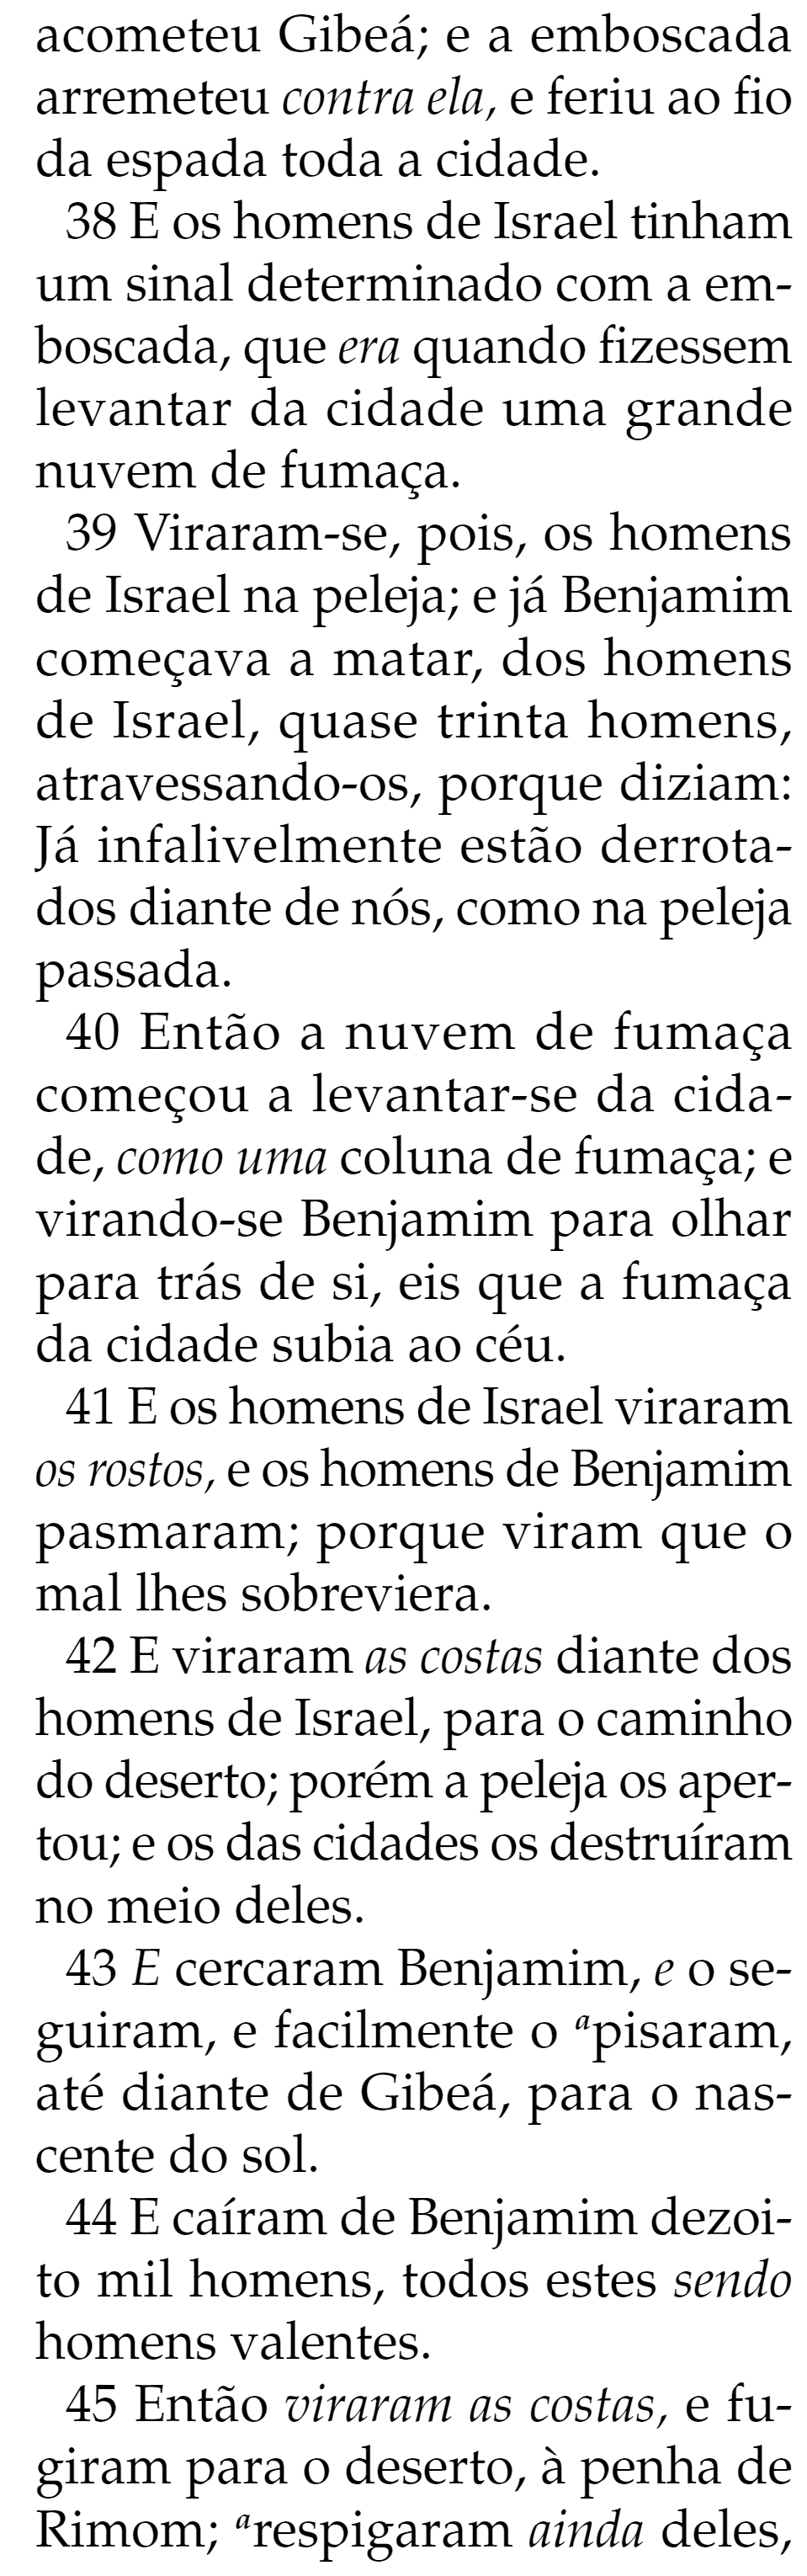 acometeu Gibeá; e a emboscada
arremeteu contra ela, e feriu ao fio
da espada toda a cidade.
38 E os homens de Israel tinham
um sinal determinado com a em-
boscada, que era quando fizessem
levantar da cidade uma grande
nuvem de fumaça.
39 Viraram-se, pois, os homens
de Israel na peleja; e já Benjamim
começava a matar, dos homens
de Israel, quase trinta homens,
atravessando-os, porque diziam:
Já infalivelmente estão derrota-
dos diante de nós, como na peleja
passada.
40 Então a nuvem de fumaça
começou a levantar-se da cida-
de, como uma coluna de fumaça; e
virando-se Benjamim para olhar
para trás de si, eis que a fumaça
da cidade subia ao céu.
41 E os homens de Israel viraram
os rostos, e os homens de Benjamim
pasmaram; porque viram que o
mal lhes sobreviera.
42 E viraram as costas diante dos
homens de Israel, para o caminho
do deserto; porém a peleja os aper-
tou; e os das cidades os destruíram
no meio deles.
43 E cercaram Benjamim, e o se-
guiram, e facilmente o ᵃpisaram,
até diante de Gibeá, para o nas-
cente do sol.
44 E caíram de Benjamim dezoi-
to mil homens, todos estes sendo
homens valentes.
45 Então viraram as costas, e fu-
giram para o deserto, à penha de
Rimom; ᵃrespigaram ainda deles,